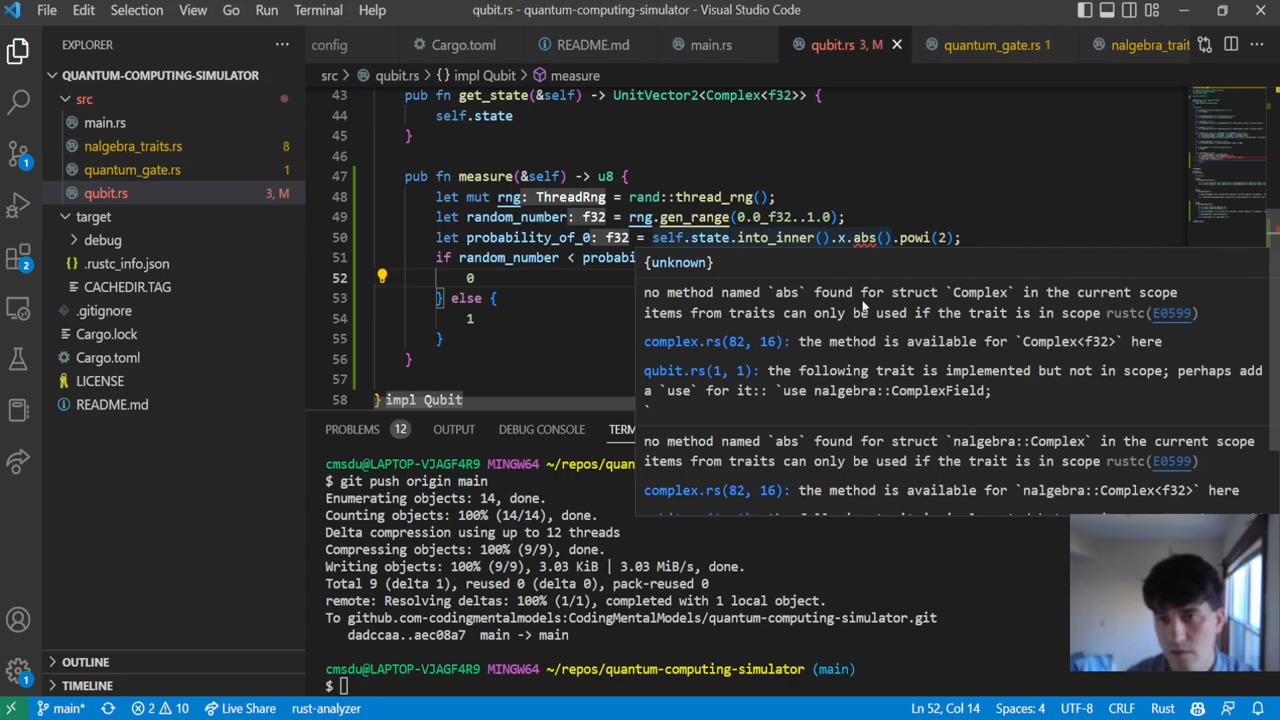 File Edit Selection View Go Run Terminal Help
qubit.rs - quantum-computing-simulator - Visual Studio Code
EXPLORER
config
Cargo.toml
README.md
main.rs
qubit.rs 3, M
quantum_gate.rs 1
nalgebra_trait
QUANTUM-COMPUTING-SIMULATOR
src
main.rs
nalgebra_traits.rs 8
quantum_gate.rs 1
qubit.rs 3, M
target
debug
.rustc_info.json
CACHEDIR.TAG
.gitignore
Cargo.lock
Cargo.toml
LICENSE
README.md
OUTLINE
TIMELINE
src > qubit.rs > {} impl Qubit > measure
43 pub fn get_state(&self) -> UnitVector2<Complex<f32>> {
44 self.state
45 }
46
47 pub fn measure(&self) -> u8 {
48 let mut rng: ThreadRng = rand::thread_rng();
49 let random_number: f32 = rng.gen_range(0.0_f32..1.0);
50 let probability_of_0: f32 = self.state.into_inner().x.abs().powi(2);
51 if random_number < probabi
52 0
53 } else {
54 1
55 }
56 }
57
58 } impl Qubit
{unknown}
no method named `abs` found for struct `Complex` in the current scope
items from traits can only be used if the trait is in scope rustc(E0599)
complex.rs(82, 16): the method is available for `Complex<f32>` here
qubit.rs(1, 1): the following trait is implemented but not in scope; perhaps add
a `use` for it:: `use nalgebra::ComplexField;
`
no method named `abs` found for struct `nalgebra::Complex` in the current scope
items from traits can only be used if the trait is in scope rustc(E0599)
complex.rs(82, 16): the method is available for `nalgebra::Complex<f32>` here
PROBLEMS 12 OUTPUT DEBUG CONSOLE TERM
cmsdu@LAPTOP-VJAGF4R9 MINGW64 ~/repos/quan
$ git push origin main
Enumerating objects: 14, done.
Counting objects: 100% (14/14), done.
Delta compression using up to 12 threads
Compressing objects: 100% (9/9), done.
Writing objects: 100% (9/9), 3.03 KiB | 3.03 MiB/s, done.
Total 9 (delta 1), reused 0 (delta 0), pack-reused 0
remote: Resolving deltas: 100% (1/1), completed with 1 local object.
To github.com-codingmentalmodels:CodingMentalModels/quantum-computing-simulator.git
dadccaa..aec08a7 main -> main
cmsdu@LAPTOP-VJAGF4R9 MINGW64 ~/repos/quantum-computing-simulator (main)
$
1
2
1
main* 2 10 Live Share rust-analyzer
Ln 52, Col 14 Spaces: 4 UTF-8 CRLF Rust